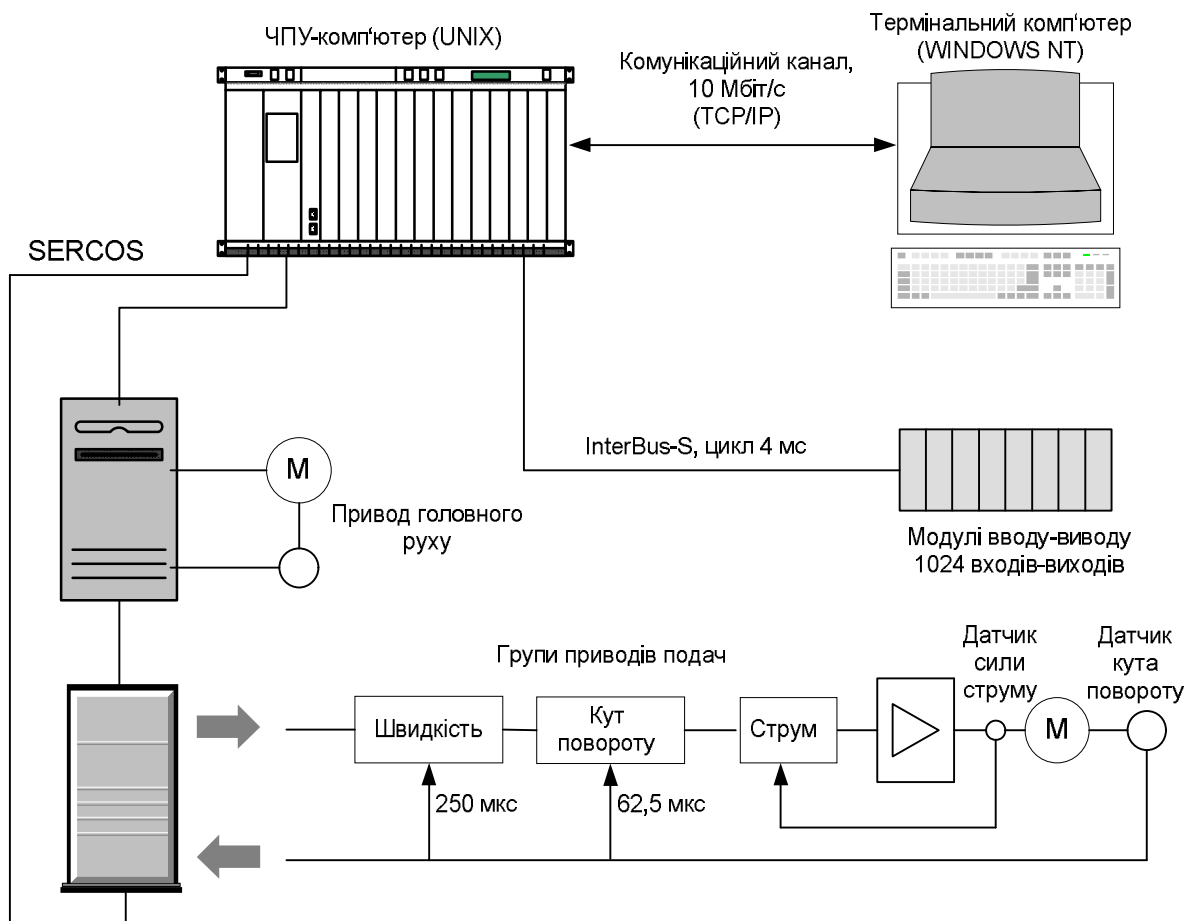 ЧПУ-комп'ютер (UNIX)
Термінальний комп'ютер
(WINDOWS NT)
Комунікаційний канал,
10 Мбіт/с
(TCP/IP)
SERCOS
InterBus-S, цикл 4 мс
M
Привод головного
руху
Модулі вводу-виводу
1024 входів-виходів
Групи приводів подач
Датчик
сили
струму
Датчик
кута
повороту
Швидкість
Кут
повороту
Струм
M
250 мкс
62,5 мкс